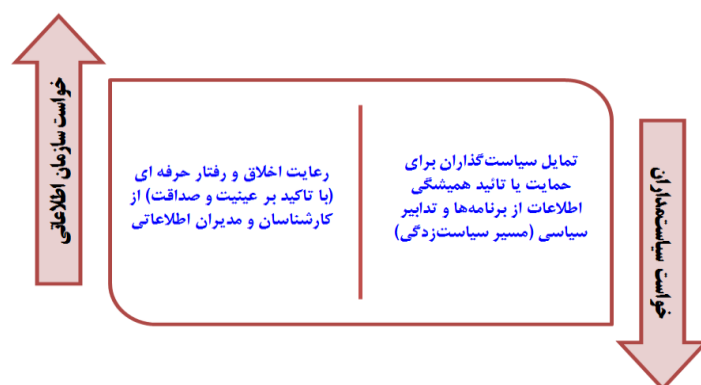 خواست سیاستمداران
تمایل سیاست‌گذاران برای
حمایت یا تائید همیشگی
اطلاعات از برنامه‌ها و تدابیر
سیاسی (مسیر سیاست‌زدگی)
رعایت اخلاق و رفتار حرفه ای
(با تاکید بر عینیت و صداقت) از
کارشناسان و مدیران اطلاعاتی
خواست سازمان اطلاعاتی